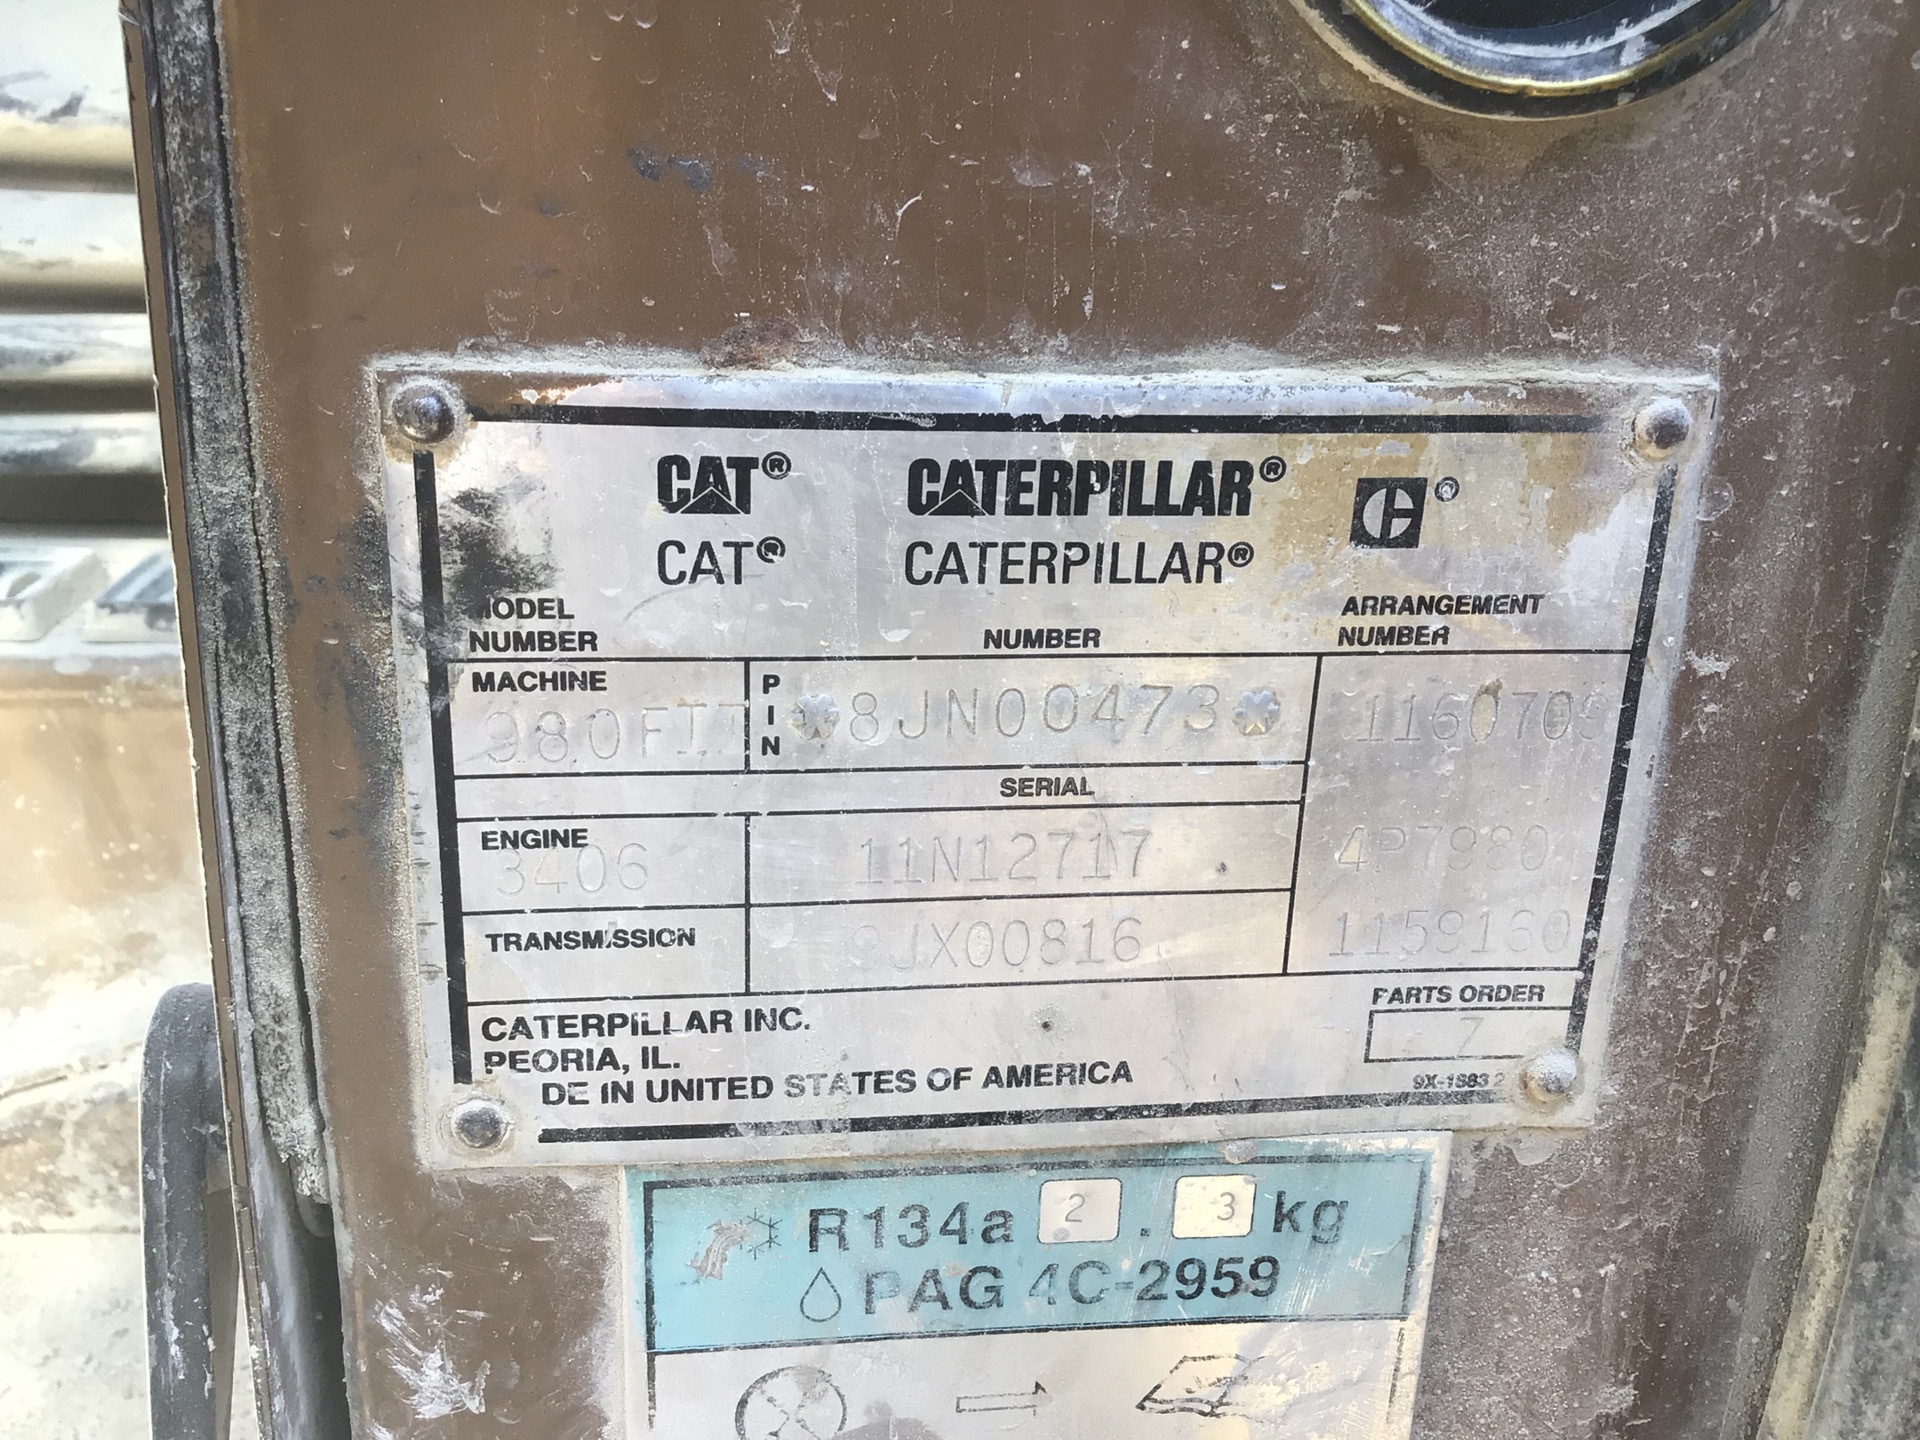 CAT® CATERPILLAR® C®
CAT® CATERPILLAR®
MODEL NUMBER
NUMBER
ARRANGEMENT NUMBER
MACHINE
980FII
PIN
*8JN00473*
SERIAL
ENGINE
3406
11N12717
4P7980
TRANSMISSION
1159160
CATERPILLAR INC.
PEORIA, IL.
DE IN UNITED STATES OF AMERICA
PARTS ORDER
7
R134a 2 . 3 kg
PAG 4C-2959